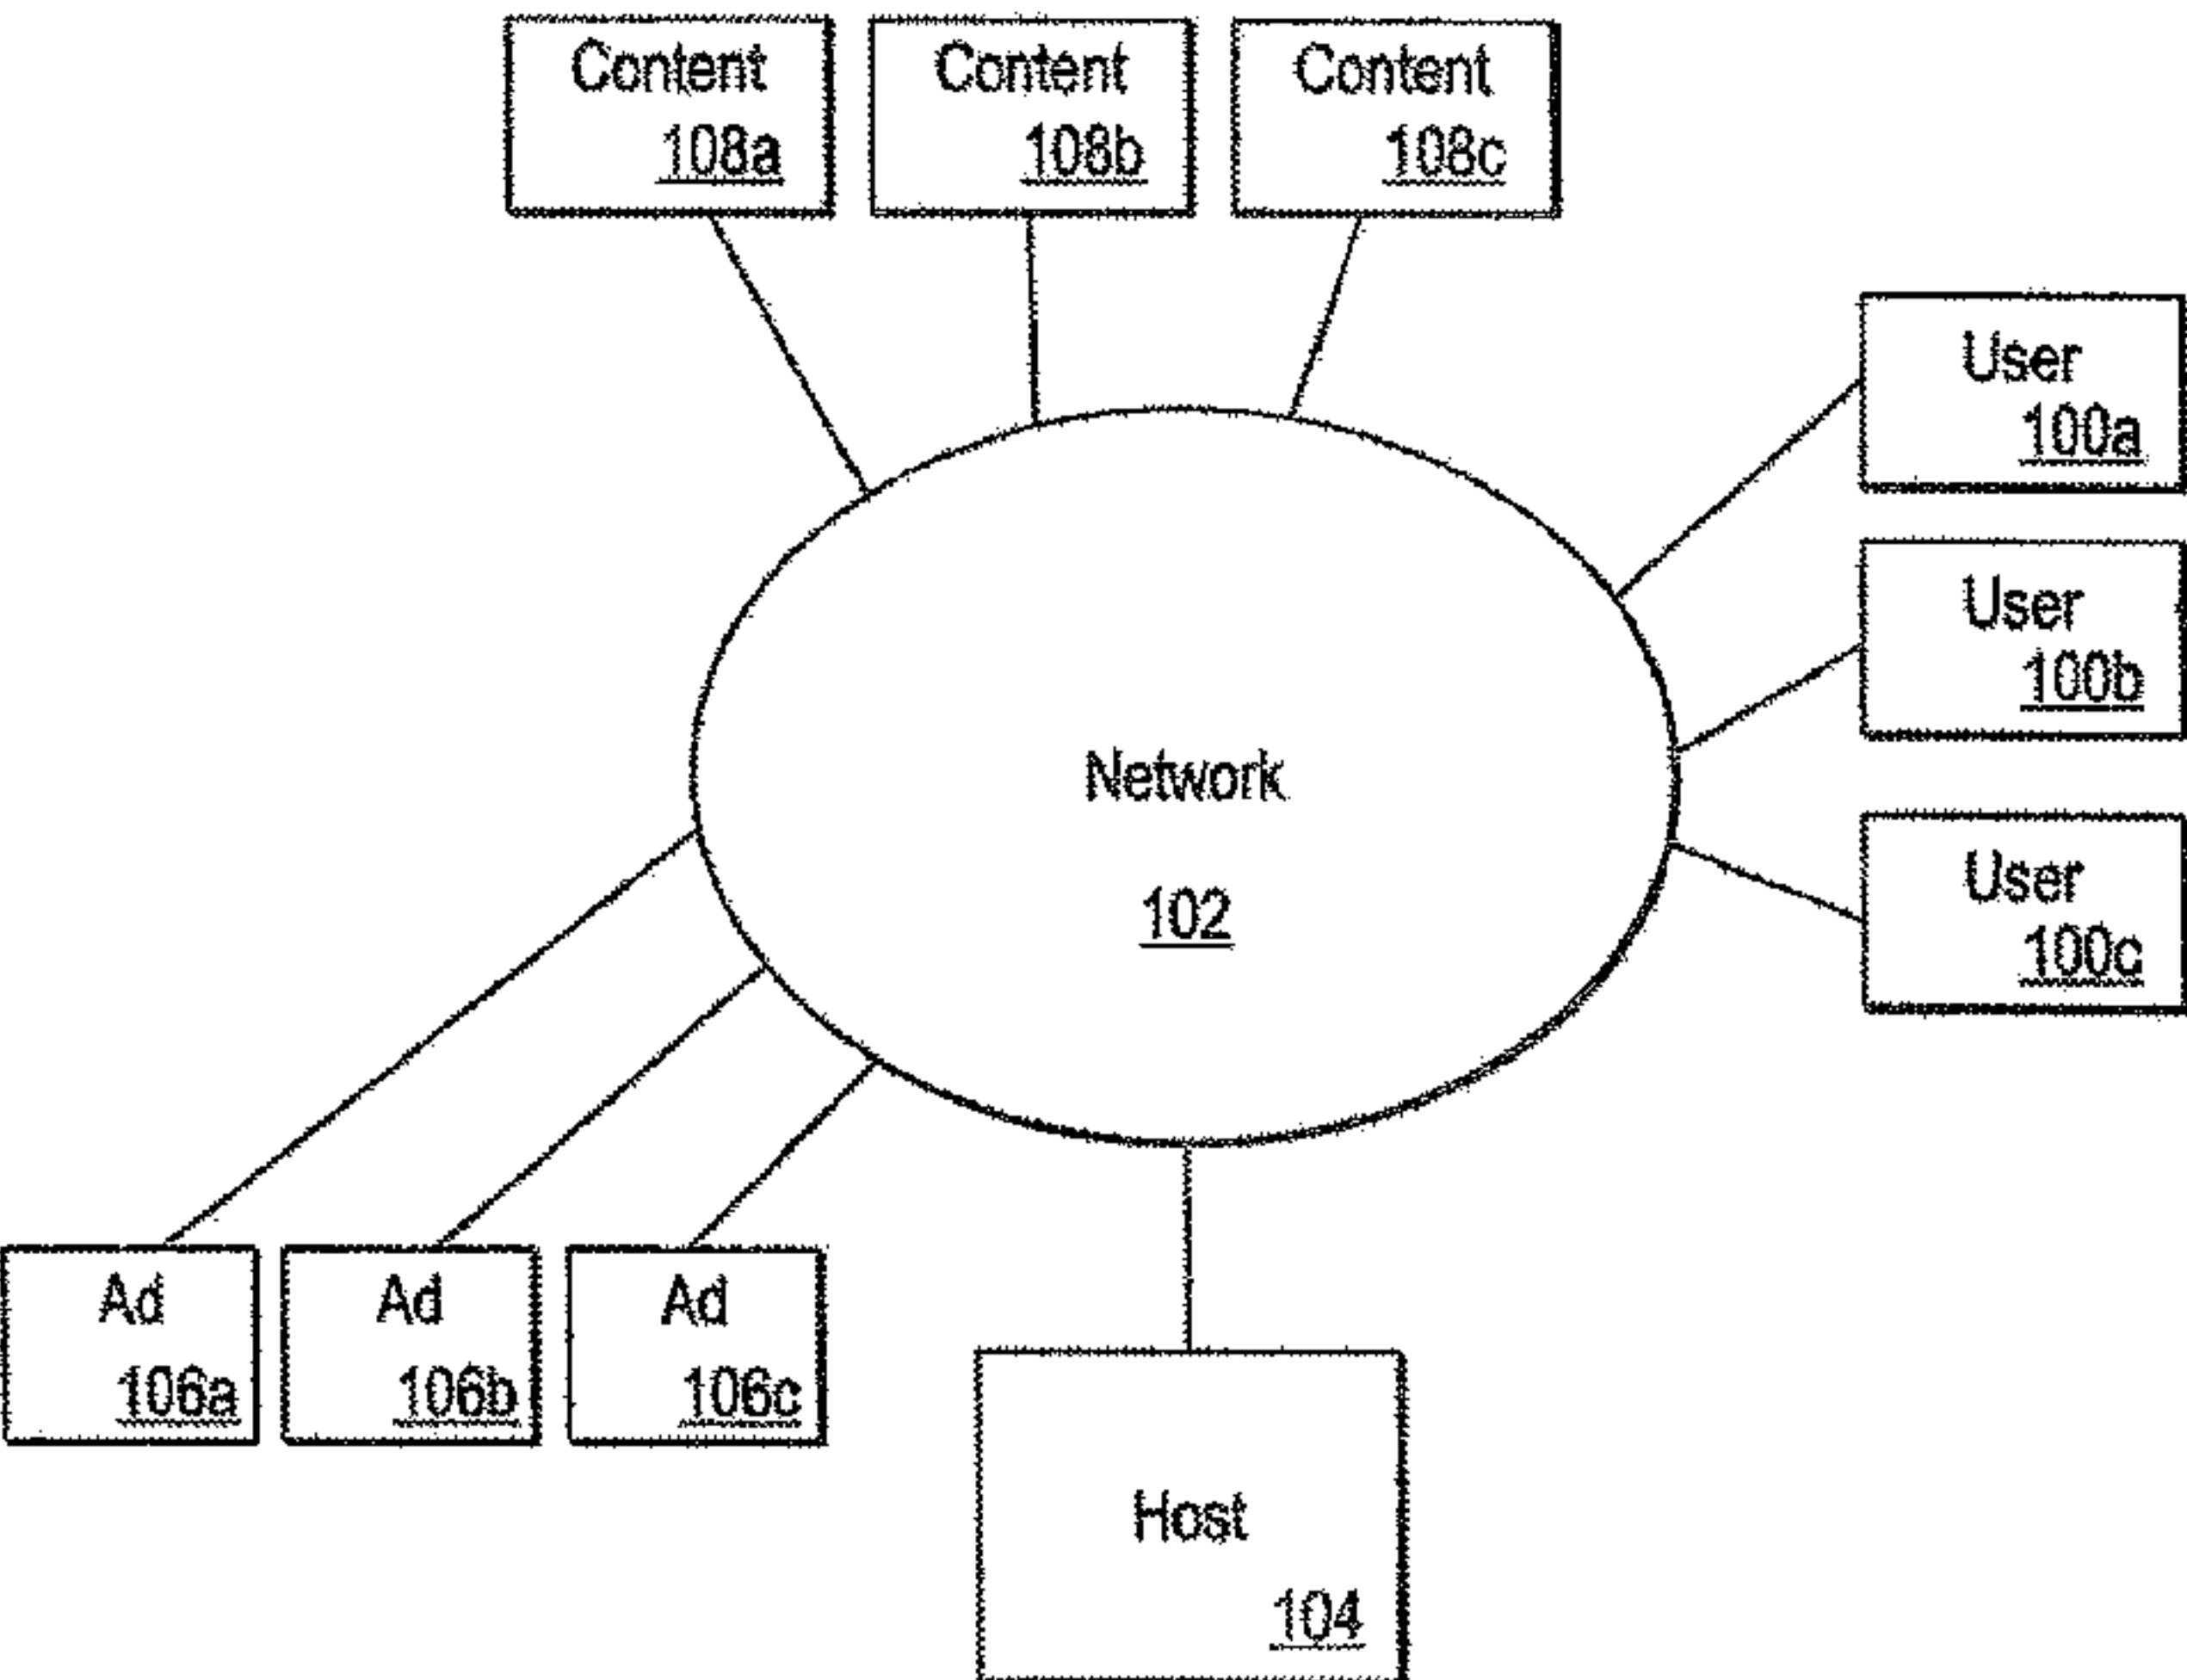 Content
108a
Content
108b
Content
108c
User
100a
User
100b
User
100c
Network
102
Ad
106a
Ad
106b
Ad
106c
Host
104